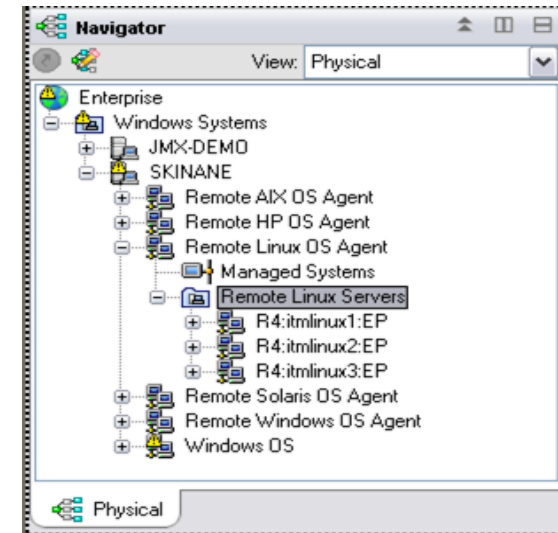 Navigator
View: Physical
Enterprise
Windows Systems
JMX-DEMO
SKINANE
Remote AIX OS Agent
Remote HP OS Agent
Remote Linux OS Agent
Managed Systems
Remote Linux Servers
R4:itmlinux1:EP
R4:itmlinux2:EP
R4:itmlinux3:EP
Remote Solaris OS Agent
Remote Windows OS Agent
Windows OS
Physical